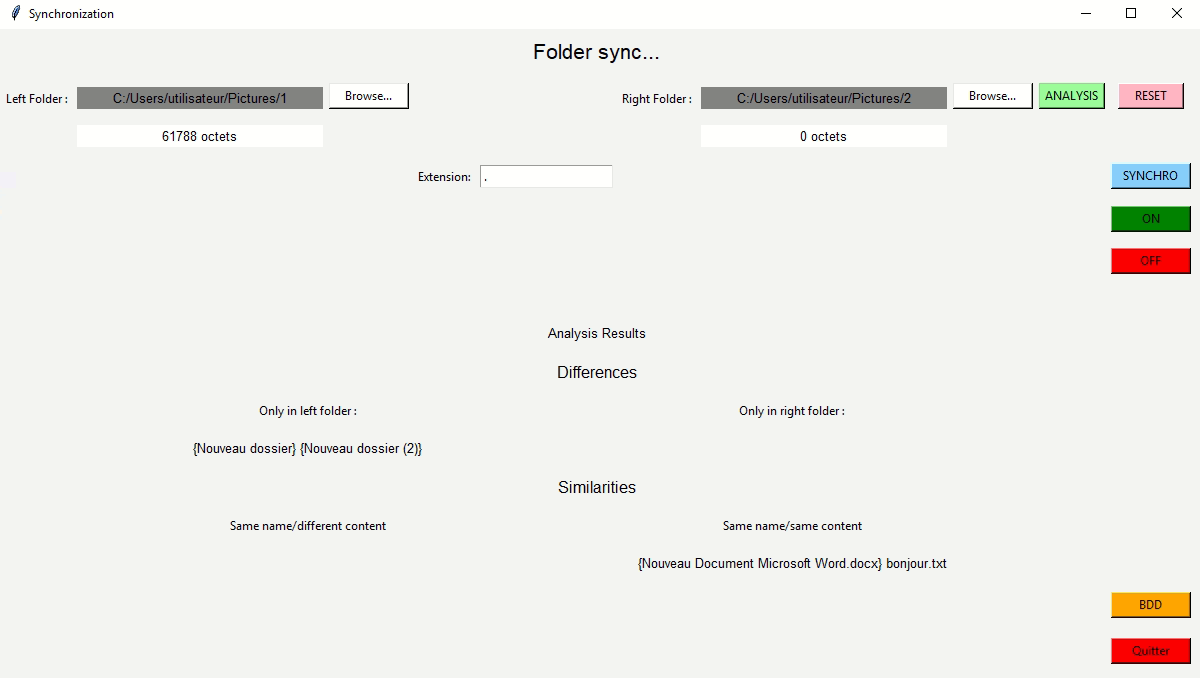 Synchronization
Folder sync...
Left Folder : C:/Users/utilisateur/Pictures/1 Browse... Right Folder : C:/Users/utilisateur/Pictures/2 Browse... ANALYSIS RESET
61788 octets 0 octets
Extension: . SYNCHRO
ON
OFF
Analysis Results
Differences
Only in left folder : Only in right folder :
{Nouveau dossier} {Nouveau dossier (2)}
Similarities
Same name/different content Same name/same content
{Nouveau Document Microsoft Word.docx} bonjour.txt
BDD
Quitter